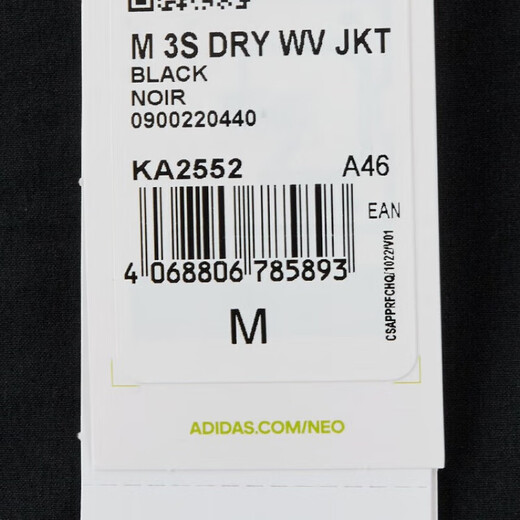 M 3S DRY WV JKT
BLACK
NOIR
0900220440
KA2552 A46
EAN
4 068806 785893
CSAPPRFCHQ/1022/V01
M
ADIDAS.COM/NEO